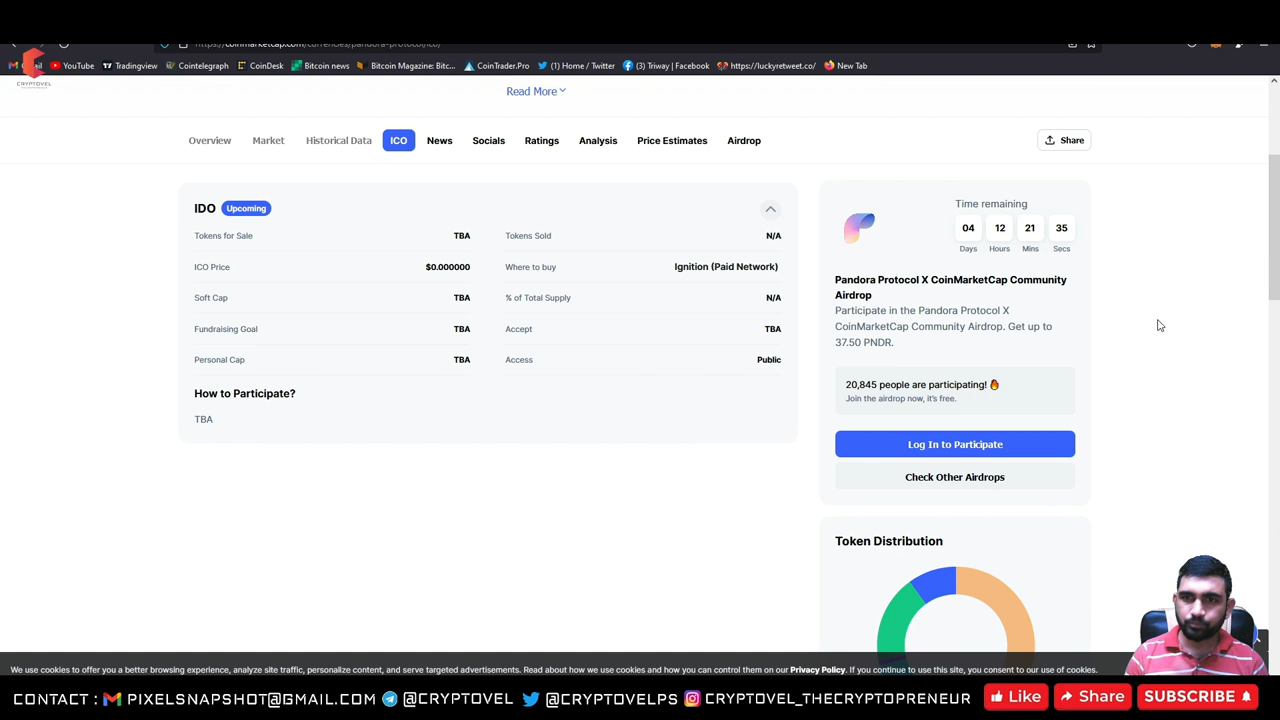 https://coinmarketcap.com/currencies/pandora-protocol/ico/
YouTube
Tradingview
Cointelegraph
CoinDesk
Bitcoin news
Bitcoin Magazine: Bitc...
CoinTrader.Pro
(1) Home / Twitter
(3) Triway | Facebook
https://luckyretweet.co/
New Tab
CRYPTOVEL
Read More
Overview
Market
Historical Data
ICO
News
Socials
Ratings
Analysis
Price Estimates
Airdrop
Share
IDO Upcoming
Tokens for Sale TBA
Tokens Sold N/A
ICO Price $0.000000
Where to buy Ignition (Paid Network)
Soft Cap TBA
% of Total Supply N/A
Fundraising Goal TBA
Accept TBA
Personal Cap TBA
Access Public
How to Participate?
TBA
Time remaining
04 12 21 35
Days Hours Mins Secs
Pandora Protocol X CoinMarketCap Community
Airdrop
Participate in the Pandora Protocol X
CoinMarketCap Community Airdrop. Get up to
37.50 PNDR.
20,845 people are participating! 🔥
Join the airdrop now, it's free.
Log In to Participate
Check Other Airdrops
Token Distribution
We use cookies to offer you a better browsing experience, analyze site traffic, personalize content, and serve targeted advertisements. Read about how we use cookies and how you can control them on our Privacy Policy. If you continue to use this site, you consent to our use of cookies.
CONTACT : PIXELSNAPSHOT@GMAIL.COM @CRYPTOVEL @CRYPTOVELPS CRYPTOVEL_THECRYPTOPRENEUR
Like
Share
SUBSCRIBE